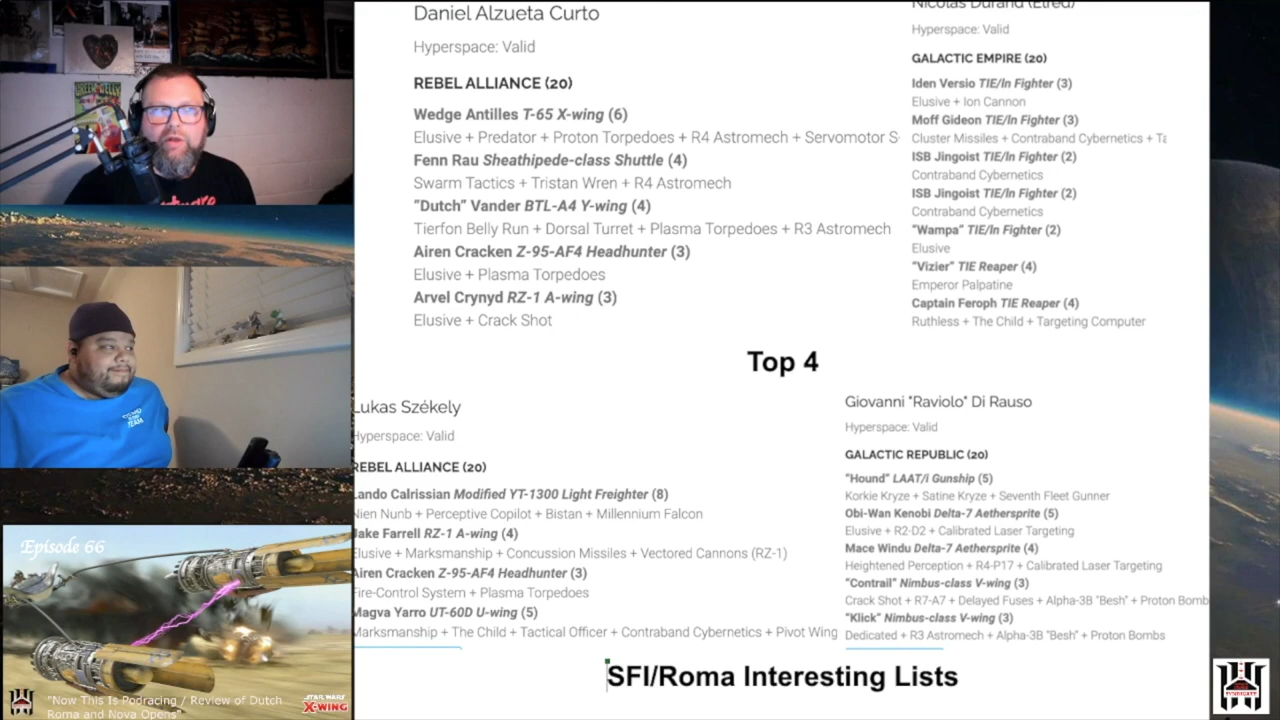 Daniel Alzueta Curto
Hyperspace: Valid
REBEL ALLIANCE (20)
Wedge Antilles T-65 X-wing (6)
Elusive + Predator + Proton Torpedoes + R4 Astromech + Servomotor S
Fenn Rau Sheathipede-class Shuttle (4)
Swarm Tactics + Tristan Wren + R4 Astromech
"Dutch" Vander BTL-A4 Y-wing (4)
Tierfon Belly Run + Dorsal Turret + Plasma Torpedoes + R3 Astromech
Airen Cracken Z-95-AF4 Headhunter (3)
Elusive + Plasma Torpedoes
Arvel Crynyd RZ-1 A-wing (3)
Elusive + Crack Shot
Nicolas Durand (Etred)
Hyperspace: Valid
GALACTIC EMPIRE (20)
Iden Versio TIE/ln Fighter (3)
Elusive + Ion Cannon
Moff Gideon TIE/ln Fighter (3)
Cluster Missiles + Contraband Cybernetics + Ta
ISB Jingoist TIE/ln Fighter (2)
Contraband Cybernetics
ISB Jingoist TIE/ln Fighter (2)
Contraband Cybernetics
"Wampa" TIE/ln Fighter (2)
Elusive
"Vizier" TIE Reaper (4)
Emperor Palpatine
Captain Feroph TIE Reaper (4)
Ruthless + The Child + Targeting Computer
Top 4
Lukas Székely
Hyperspace: Valid
REBEL ALLIANCE (20)
Lando Calrissian Modified YT-1300 Light Freighter (8)
Nien Nunb + Perceptive Copilot + Bistan + Millennium Falcon
Jake Farrell RZ-1 A-wing (4)
Elusive + Marksmanship + Concussion Missiles + Vectored Cannons (RZ-1)
Airen Cracken Z-95-AF4 Headhunter (3)
Fire-Control System + Plasma Torpedoes
Magva Yarro UT-60D U-wing (5)
Marksmanship + The Child + Tactical Officer + Contraband Cybernetics + Pivot Wing
Giovanni "Raviolo" Di Rauso
Hyperspace: Valid
GALACTIC REPUBLIC (20)
"Hound" LAAT/i Gunship (5)
Korkie Kryze + Satine Kryze + Seventh Fleet Gunner
Obi-Wan Kenobi Delta-7 Aethersprite (5)
Elusive + R2-D2 + Calibrated Laser Targeting
Mace Windu Delta-7 Aethersprite (4)
Heightened Perception + R4-P17 + Calibrated Laser Targeting
"Contrail" Nimbus-class V-wing (3)
Crack Shot + R7-A7 + Delayed Fuses + Alpha-3B "Besh" + Proton Bomb
"Klick" Nimbus-class V-wing (3)
Dedicated + R3 Astromech + Alpha-3B "Besh" + Proton Bombs
SFI/Roma Interesting Lists
Episode 66
"Now This Is Podracing / Review of Dutch
Roma and Nova Opens"
STAR WARS
X-WING